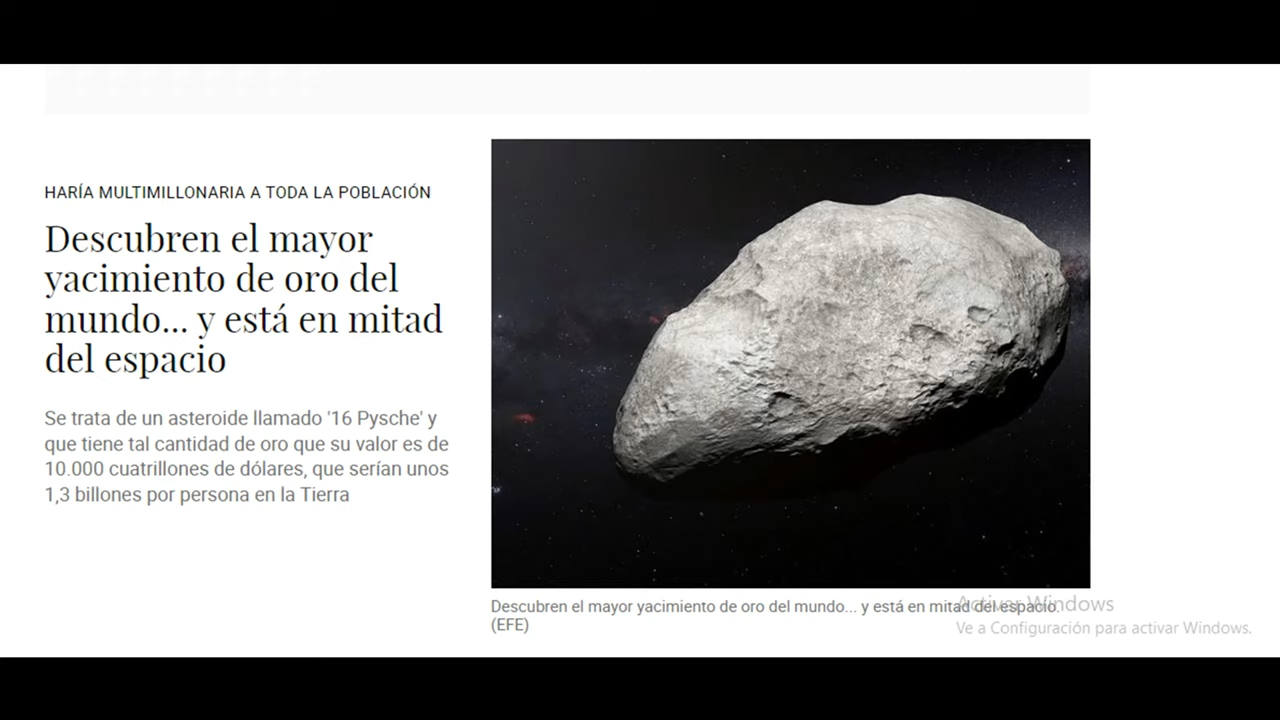 HARÍA MULTIMILLONARIA A TODA LA POBLACIÓN
Descubren el mayor
yacimiento de oro del
mundo... y está en mitad
del espacio
Se trata de un asteroide llamado '16 Pysche' y
que tiene tal cantidad de oro que su valor es de
10.000 cuatrillones de dólares, que serían unos
1,3 billones por persona en la Tierra
Descubren el mayor yacimiento de oro del mundo... y está en mitad del espacio.
(EFE)
Activar Windows
Ve a Configuración para activar Windows.